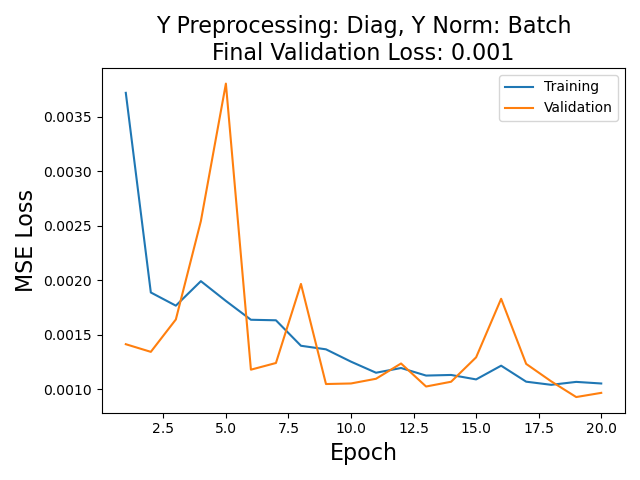 Y Preprocessing: Diag, Y Norm: Batch
Final Validation Loss: 0.001
Training
Validation
MSE Loss
0.0035
0.0030
0.0025
0.0020
0.0015
0.0010
2.5 5.0 7.5 10.0 12.5 15.0 17.5 20.0
Epoch